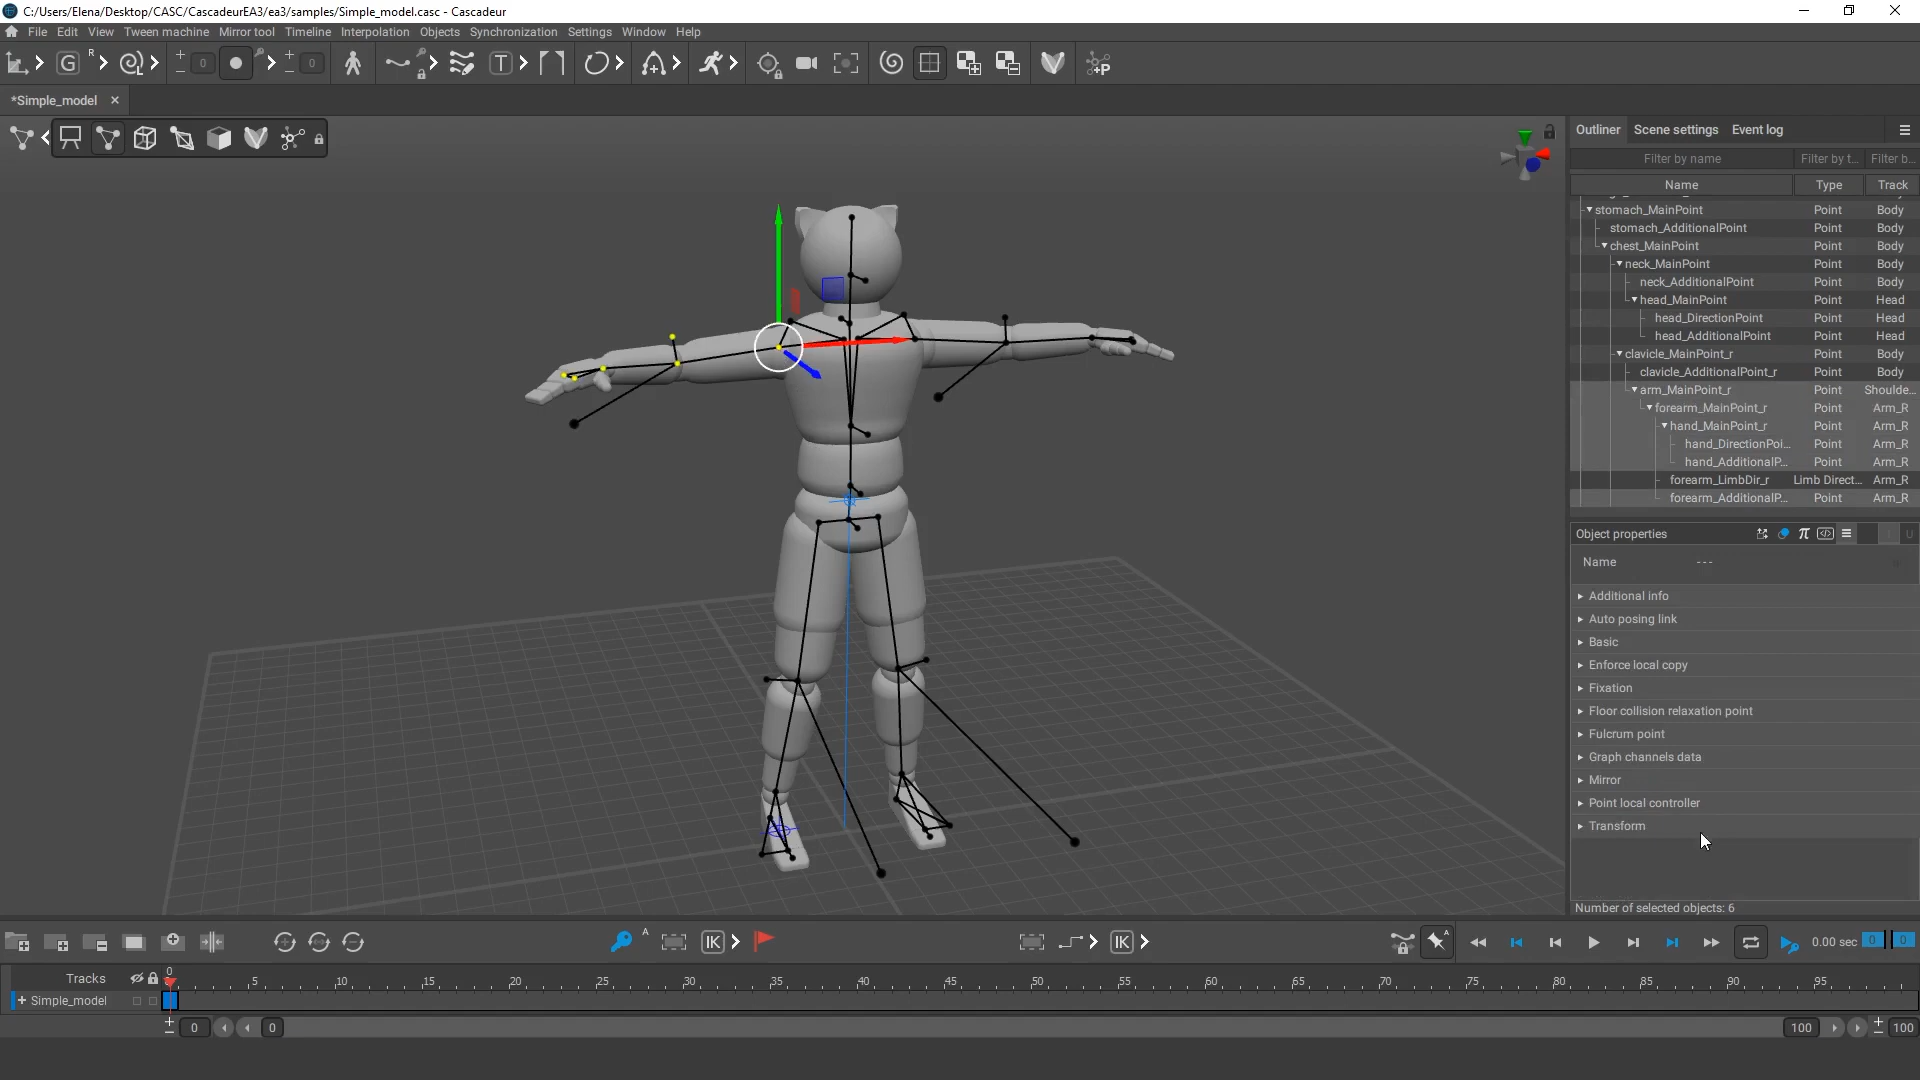 C:/Users/Elena/Desktop/CASC/CascadeurEA3/ea3/samples/Simple_model.casc - Cascadeur
File Edit View Tween machine Mirror tool Timeline Interpolation Objects Synchronization Settings Window Help
G R 0 0 T +P
*Simple_model
Outliner Scene settings Event log
Filter by name Filter by t... Filter b...
Name Type Track
stomach_MainPoint Point Body
stomach_AdditionalPoint Point Body
chest_MainPoint Point Body
neck_MainPoint Point Body
neck_AdditionalPoint Point Body
head_MainPoint Point Head
head_DirectionPoint Point Head
head_AdditionalPoint Point Head
clavicle_MainPoint_r Point Body
clavicle_AdditionalPoint_r Point Body
arm_MainPoint_r Point Shoulde...
forearm_MainPoint_r Point Arm_R
hand_MainPoint_r Point Arm_R
hand_DirectionPoi... Point Arm_R
hand_AdditionalP... Point Arm_R
forearm_LimbDir_r Limb Direct... Arm_R
forearm_AdditionalP... Point Arm_R
Object properties
Name ---
Additional info
Auto posing link
Basic
Enforce local copy
Fixation
Floor collision relaxation point
Fulcrum point
Graph channels data
Mirror
Point local controller
Transform
Number of selected objects: 6
A IK IK A 0.00 sec 0 0
Tracks 0 5 10 15 20 25 30 35 40 45 50 55 60 65 70 75 80 85 90 95
+ Simple_model
0 0 100 100